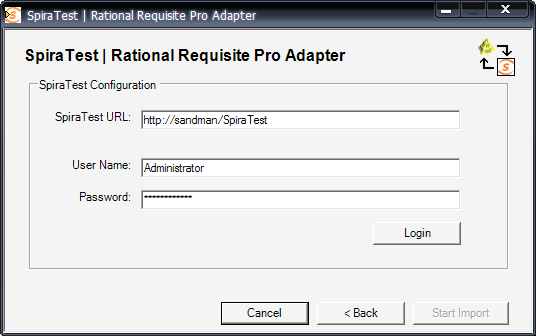 SpiraTest | Rational Requisite Pro Adapter
SpiraTest | Rational Requisite Pro Adapter
SpiraTest Configuration
SpiraTest URL: http://sandman/SpiraTest
User Name: Administrator
Password: ************
Login
Cancel < Back Start Import